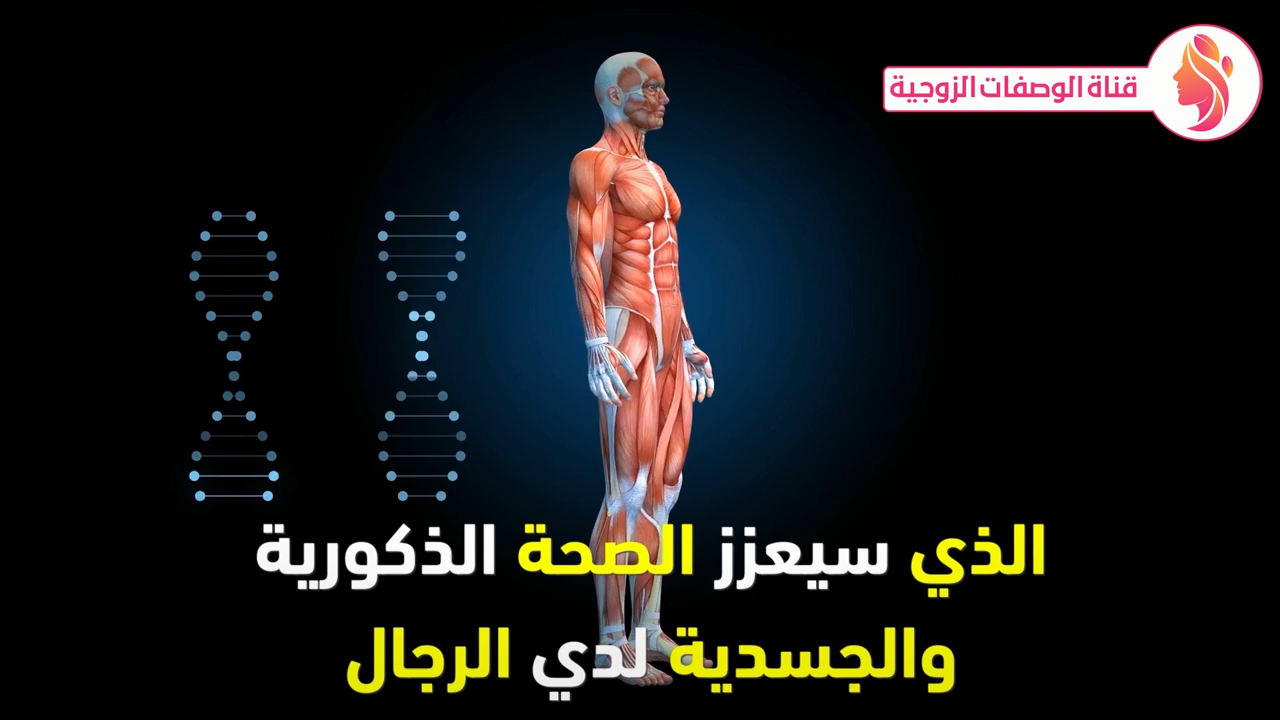 قناة الوصفات الزوجية
الذي سيعزز الصحة الذكورية
والجسدية لدي الرجال